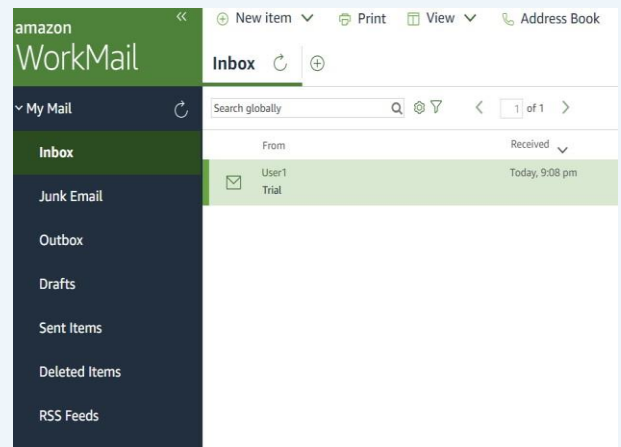 amazon
WorkMail
New item
Print
View
Address Book
Inbox
My Mail
Search globally
1 of 1
Inbox
Junk Email
Outbox
Drafts
Sent Items
Deleted Items
RSS Feeds
From
Received
User1
Today, 9:08 pm
Trial